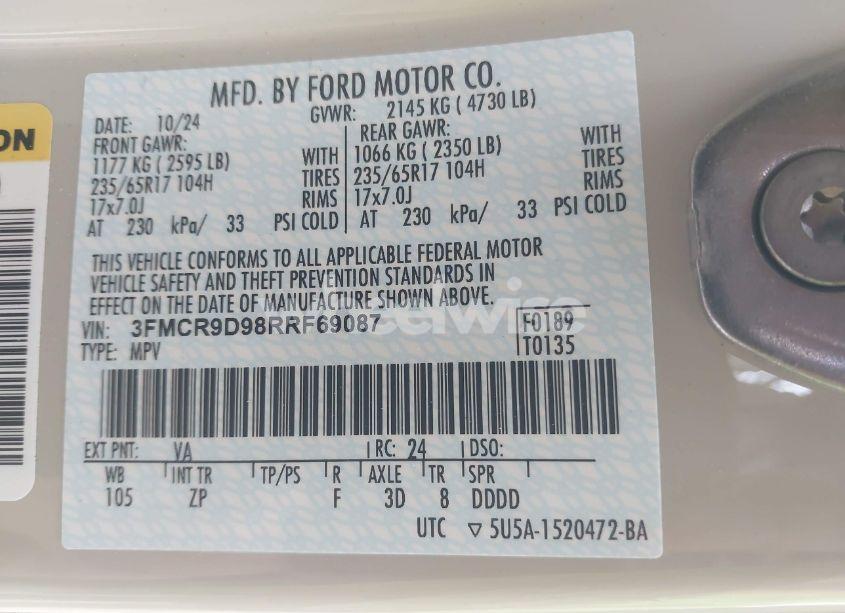 ON
MFD. BY FORD MOTOR CO.
DATE: 10/24 GVWR: 2145 KG ( 4730 LB)
FRONT GAWR: REAR GAWR:
1177 KG ( 2595 LB) WITH 1066 KG ( 2350 LB) WITH
235/65R17 104H TIRES 235/65R17 104H TIRES
17x7.0J RIMS 17x7.0J RIMS
AT 230 kPa/ 33 PSI COLD AT 230 kPa/ 33 PSI COLD
THIS VEHICLE CONFORMS TO ALL APPLICABLE FEDERAL MOTOR
VEHICLE SAFETY AND THEFT PREVENTION STANDARDS IN
EFFECT ON THE DATE OF MANUFACTURE SHOWN ABOVE.
VIN: 3FMCR9D98RRF69087 F0189
TYPE: MPV T0135
EXT PNT: VA RC: 24 DSO:
WB INT TR TP/PS R AXLE TR SPR
105 ZP F 3D 8 DDDD
UTC ▽ 5U5A-1520472-BA